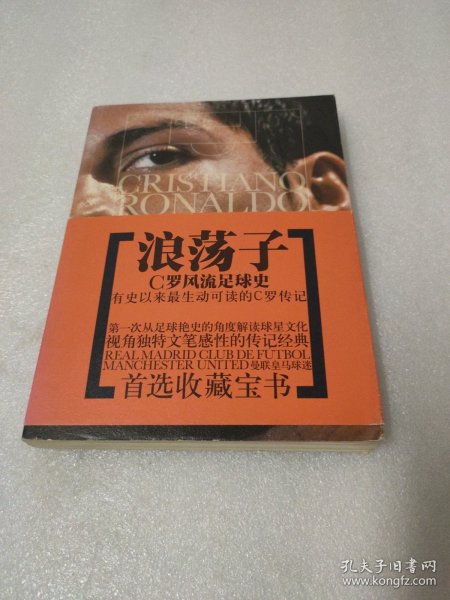 CRISTIANO
RONALDO
浪荡子
C罗风流足球史
有史以来最生动可读的C罗传记
第一次从足球艳史的角度解读球星文化
视角独特文笔感性的传记经典
REAL MADRID CLUB DE FUTBOL
MANCHESTER UNITED 曼联皇马球迷
首选收藏宝书
孔夫子旧书网
www.kongfz.com